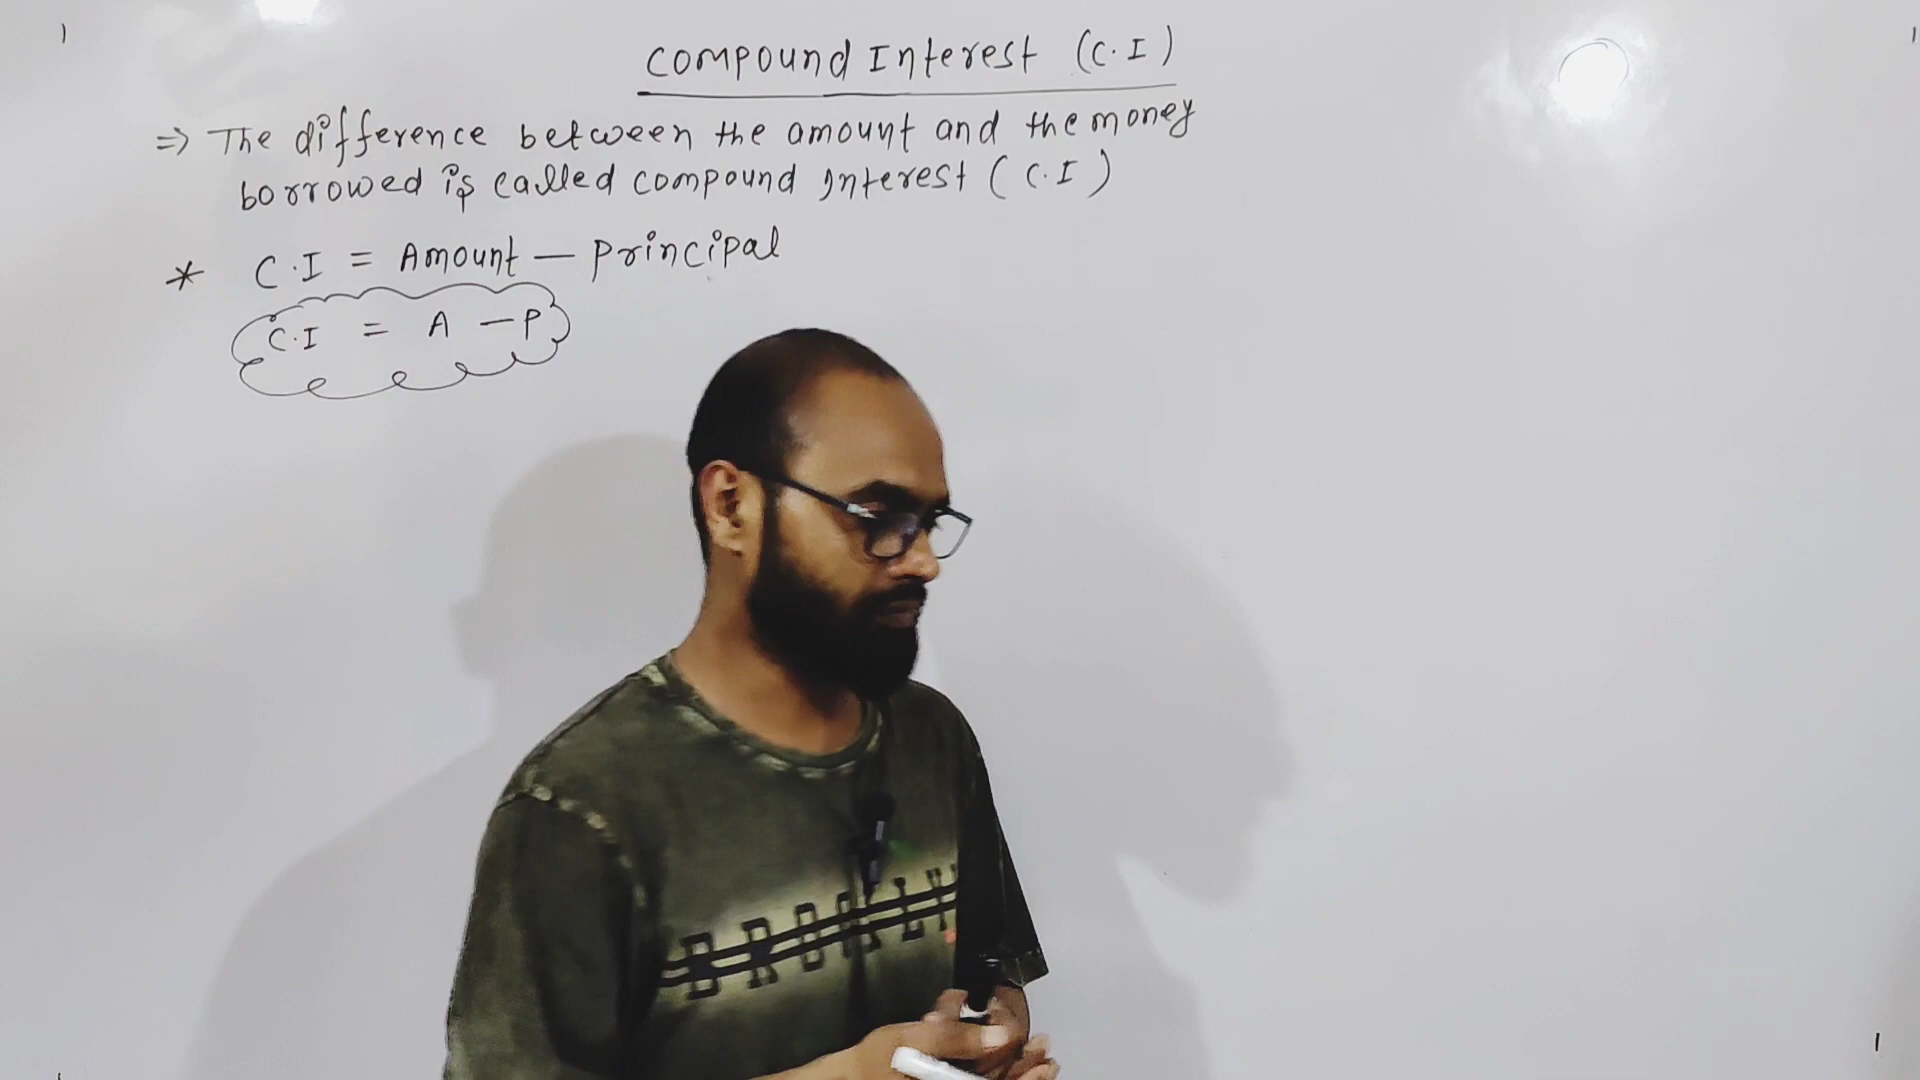 Compound Interest (C.I)
⇒ The difference between the amount and the money
borrowed is called compound Interest (C.I)
* C.I = Amount — Principal
C.I = A — P